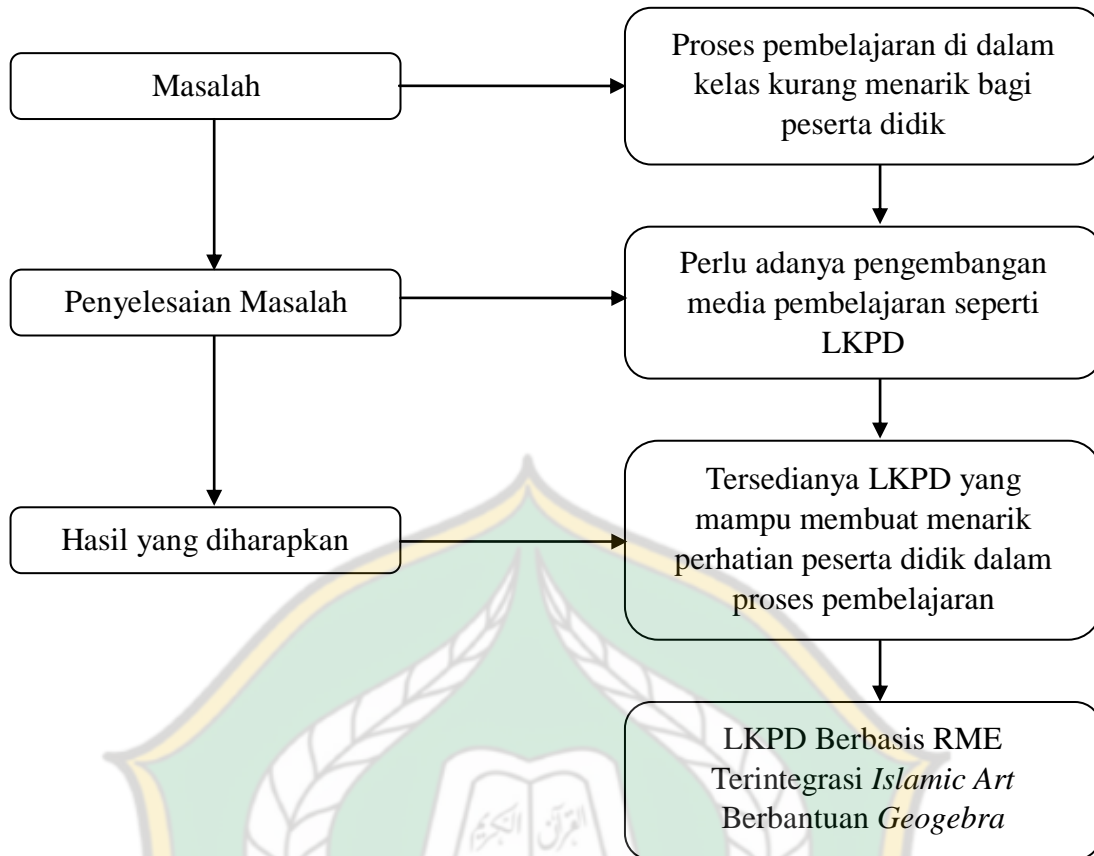 Masalah
Proses pembelajaran di dalam
kelas kurang menarik bagi
peserta didik
Penyelesaian Masalah
Perlu adanya pengembangan
media pembelajaran seperti
LKPD
Hasil yang diharapkan
Tersedianya LKPD yang
mampu membuat menarik
perhatian peserta didik dalam
proses pembelajaran
LKPD Berbasis RME
Terintegrasi Islamic Art
Berbantuan Geogebra
القرآن الكريم